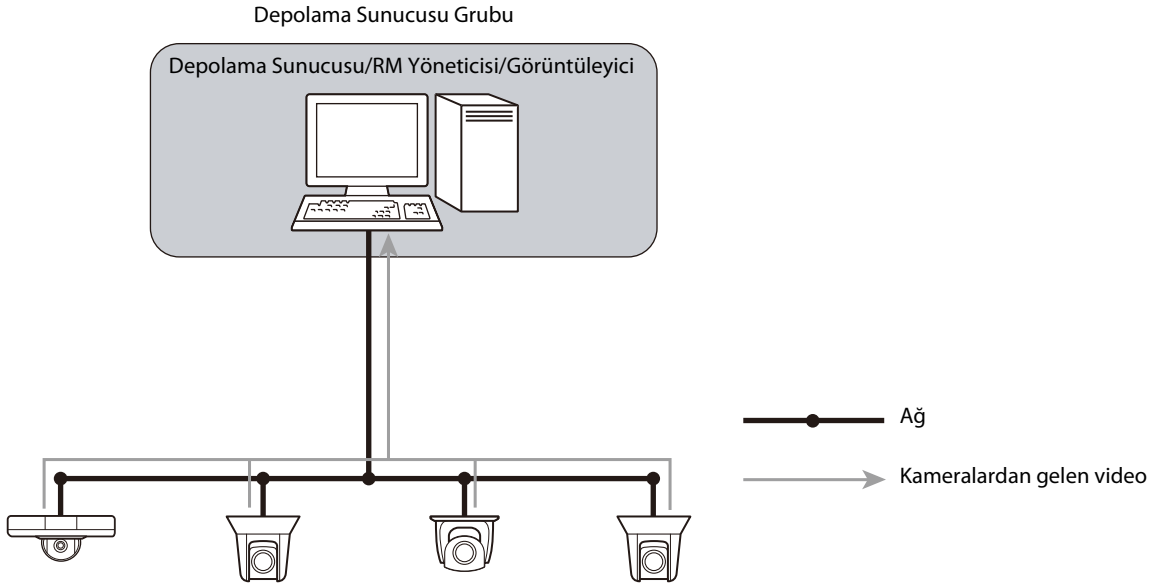 Depolama Sunucusu Grubu
Depolama Sunucusu/RM Yöneticisi/Görüntüleyici
Ağ
Kameralardan gelen video